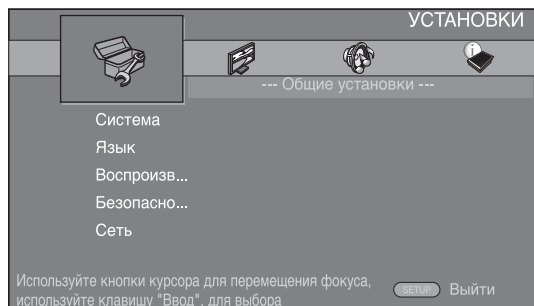 УСТАНОВКИ
--- Общие установки ---
Система
Язык
Воспроизв...
Безопасно...
Сеть
Используйте кнопки курсора для перемещения фокуса,
используйте клавишу "Ввод", для выбора
SETUP Выйти